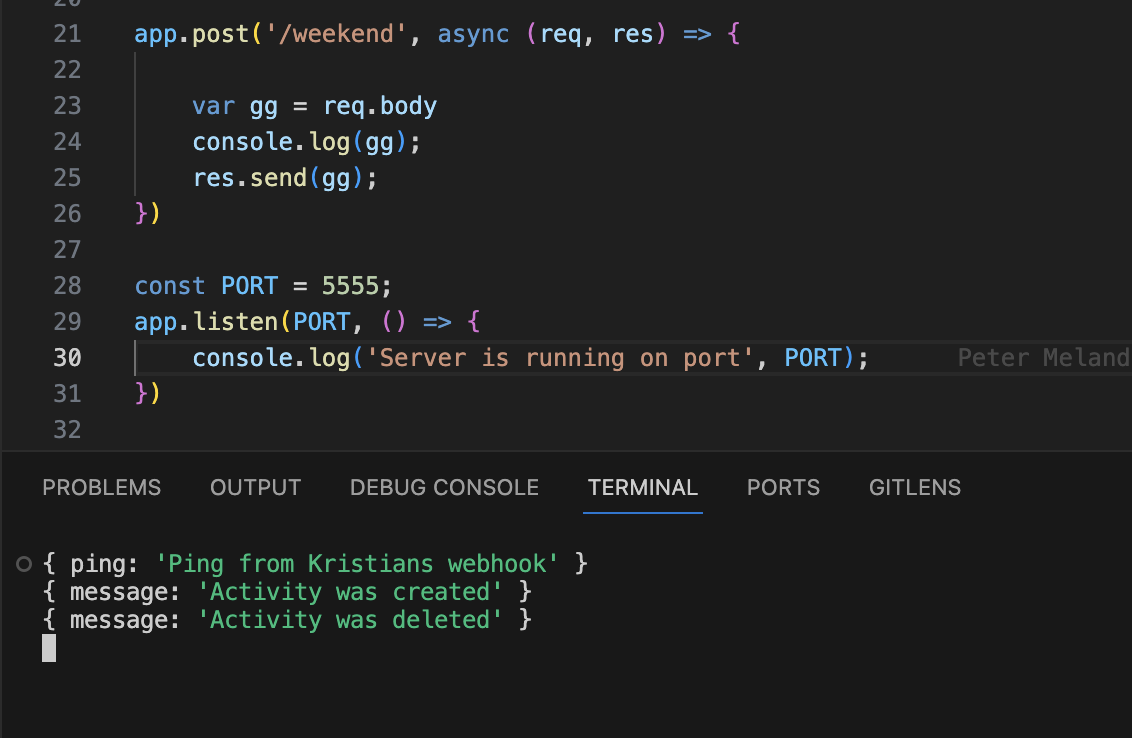 20
21 app.post('/weekend', async (req, res) => {
22
23 var gg = req.body
24 console.log(gg);
25 res.send(gg);
26 })
27
28 const PORT = 5555;
29 app.listen(PORT, () => {
30 console.log('Server is running on port', PORT); Peter Meland
31 })
32
PROBLEMS OUTPUT DEBUG CONSOLE TERMINAL PORTS GITLENS
{ ping: 'Ping from Kristians webhook' }
{ message: 'Activity was created' }
{ message: 'Activity was deleted' }